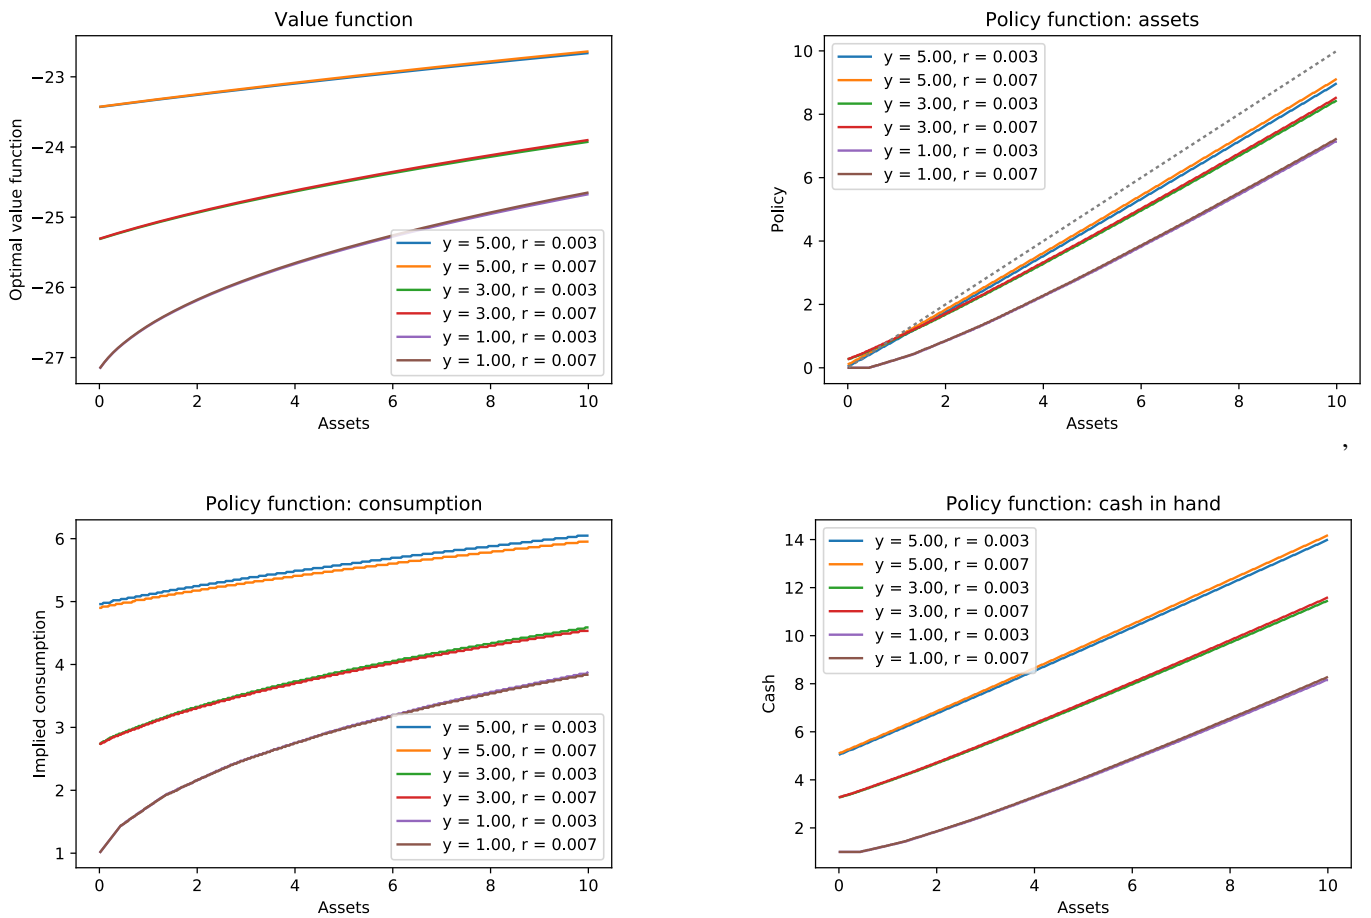 Value function
Optimal value function
−23
−24
−25
−26
−27
y = 5.00, r = 0.003
y = 5.00, r = 0.007
y = 3.00, r = 0.003
y = 3.00, r = 0.007
y = 1.00, r = 0.003
y = 1.00, r = 0.007
0 2 4 6 8 10
Assets
Policy function: assets
Policy
10
8
6
4
2
0
y = 5.00, r = 0.003
y = 5.00, r = 0.007
y = 3.00, r = 0.003
y = 3.00, r = 0.007
y = 1.00, r = 0.003
y = 1.00, r = 0.007
0 2 4 6 8 10
Assets
,
Policy function: consumption
Implied consumption
6
5
4
3
2
1
y = 5.00, r = 0.003
y = 5.00, r = 0.007
y = 3.00, r = 0.003
y = 3.00, r = 0.007
y = 1.00, r = 0.003
y = 1.00, r = 0.007
0 2 4 6 8 10
Assets
Policy function: cash in hand
Cash
14
12
10
8
6
4
2
y = 5.00, r = 0.003
y = 5.00, r = 0.007
y = 3.00, r = 0.003
y = 3.00, r = 0.007
y = 1.00, r = 0.003
y = 1.00, r = 0.007
0 2 4 6 8 10
Assets